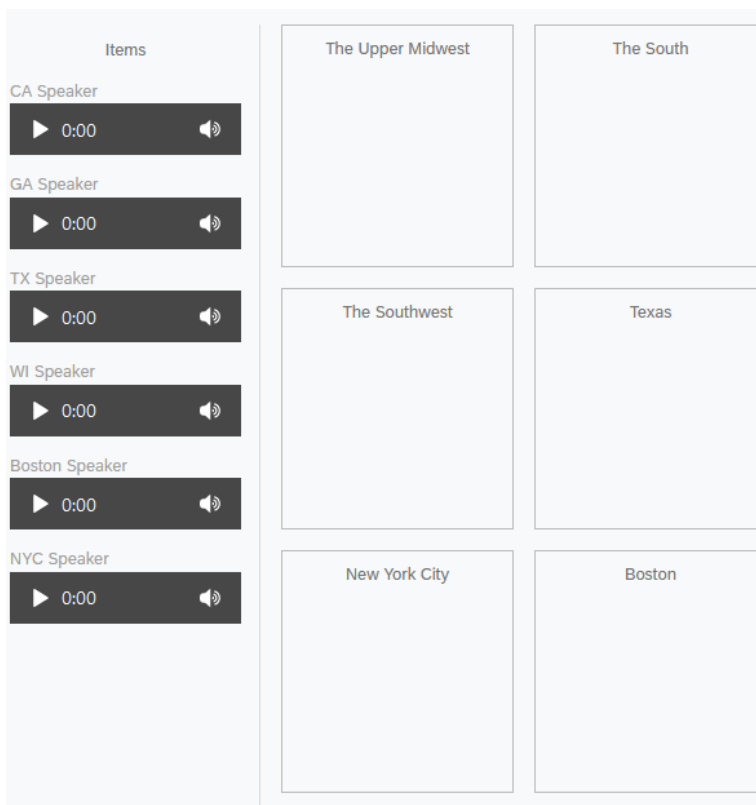 Items
CA Speaker
0:00
GA Speaker
0:00
TX Speaker
0:00
WI Speaker
0:00
Boston Speaker
0:00
NYC Speaker
0:00
The Upper Midwest
The South
The Southwest
Texas
New York City
Boston